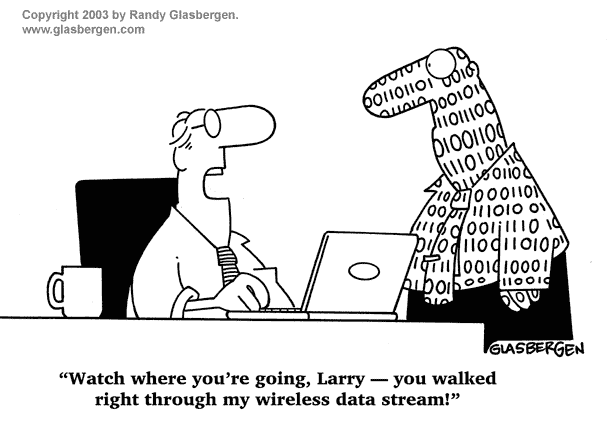 Copyright 2003 by Randy Glasbergen.
www.glasbergen.com
GLASBERGEN
“Watch where you’re going, Larry — you walked
right through my wireless data stream!”